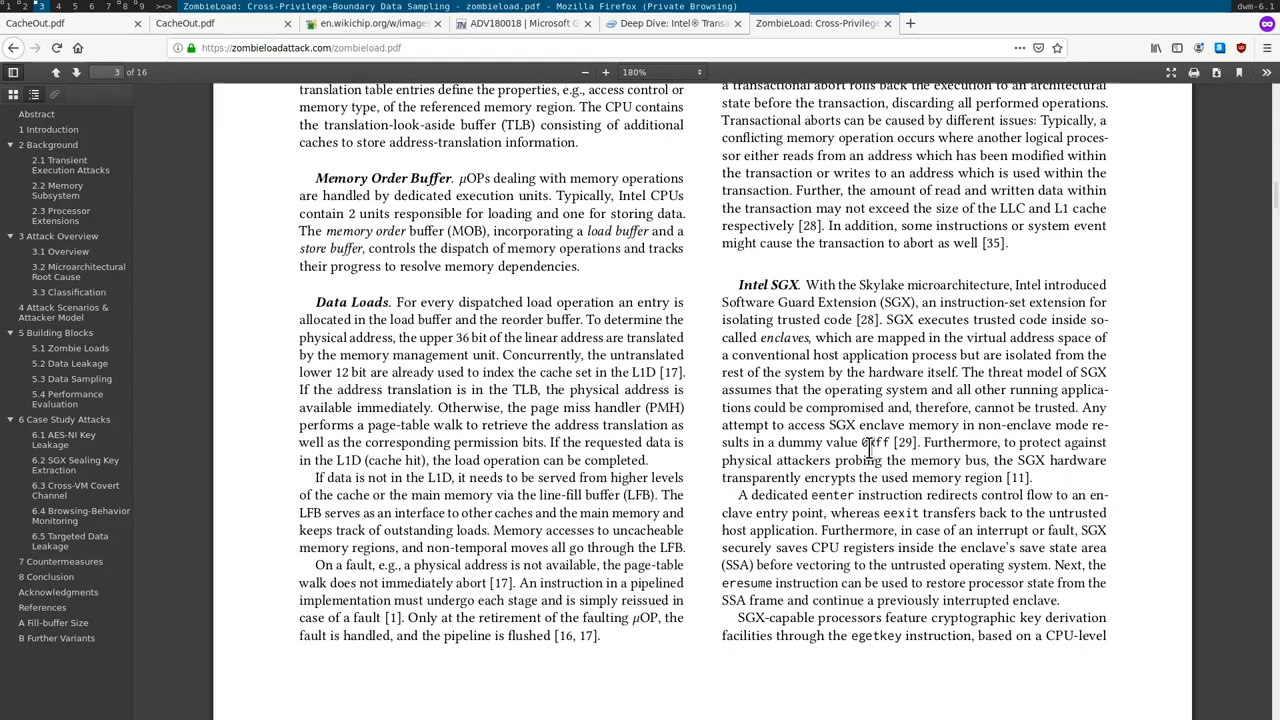 1 2 3 4 5 6 7 8 9 []= ZombieLoad: Cross-Privilege-Boundary Data Sampling - zombieload.pdf - Mozilla Firefox (Private Browsing) dwm-6.1
CacheOut.pdf
CacheOut.pdf
en.wikichip.org/w/images
ADV180018 | Microsoft G
Deep Dive: Intel® Transa
ZombieLoad: Cross-Privilege
https://zombieloadattack.com/zombieload.pdf
3 of 16
180%
Abstract
1 Introduction
2 Background
2.1 Transient
Execution Attacks
2.2 Memory
Subsystem
2.3 Processor
Extensions
3 Attack Overview
3.1 Overview
3.2 Microarchitectural
Root Cause
3.3 Classification
4 Attack Scenarios &
Attacker Model
5 Building Blocks
5.1 Zombie Loads
5.2 Data Leakage
5.3 Data Sampling
5.4 Performance
Evaluation
6 Case Study Attacks
6.1 AES-NI Key
Leakage
6.2 SGX Sealing Key
Extraction
6.3 Cross-VM Covert
Channel
6.4 Browsing-Behavior
Monitoring
6.5 Targeted Data
Leakage
7 Countermeasures
8 Conclusion
Acknowledgments
References
A Fill-buffer Size
B Further Variants
translation table entries define the properties, e.g., access control or
memory type, of the referenced memory region. The CPU contains
the translation-look-aside buffer (TLB) consisting of additional
caches to store address-translation information.
Memory Order Buffer. μOPs dealing with memory operations
are handled by dedicated execution units. Typically, Intel CPUs
contain 2 units responsible for loading and one for storing data.
The memory order buffer (MOB), incorporating a load buffer and a
store buffer, controls the dispatch of memory operations and tracks
their progress to resolve memory dependencies.
Data Loads. For every dispatched load operation an entry is
allocated in the load buffer and the reorder buffer. To determine the
physical address, the upper 36 bit of the linear address are translated
by the memory management unit. Concurrently, the untranslated
lower 12 bit are already used to index the cache set in the L1D [17].
If the address translation is in the TLB, the physical address is
available immediately. Otherwise, the page miss handler (PMH)
performs a page-table walk to retrieve the address translation as
well as the corresponding permission bits. If the requested data is
in the L1D (cache hit), the load operation can be completed.
If data is not in the L1D, it needs to be served from higher levels
of the cache or the main memory via the line-fill buffer (LFB). The
LFB serves as an interface to other caches and the main memory and
keeps track of outstanding loads. Memory accesses to uncacheable
memory regions, and non-temporal moves all go through the LFB.
On a fault, e.g., a physical address is not available, the page-table
walk does not immediately abort [17]. An instruction in a pipelined
implementation must undergo each stage and is simply reissued in
case of a fault [1]. Only at the retirement of the faulting μOP, the
fault is handled, and the pipeline is flushed [16, 17].
a transactional abort rolls back the execution to an architectural
state before the transaction, discarding all performed operations.
Transactional aborts can be caused by different issues: Typically, a
conflicting memory operation occurs where another logical proces-
sor either reads from an address which has been modified within
the transaction or writes to an address which is used within the
transaction. Further, the amount of read and written data within
the transaction may not exceed the size of the LLC and L1 cache
respectively [28]. In addition, some instructions or system event
might cause the transaction to abort as well [35].
Intel SGX. With the Skylake microarchitecture, Intel introduced
Software Guard Extension (SGX), an instruction-set extension for
isolating trusted code [28]. SGX executes trusted code inside so-
called enclaves, which are mapped in the virtual address space of
a conventional host application process but are isolated from the
rest of the system by the hardware itself. The threat model of SGX
assumes that the operating system and all other running applica-
tions could be compromised and, therefore, cannot be trusted. Any
attempt to access SGX enclave memory in non-enclave mode re-
sults in a dummy value [29]. Furthermore, to protect against
physical attackers probing the memory bus, the SGX hardware
transparently encrypts the used memory region [11].
A dedicated eenter instruction redirects control flow to an en-
clave entry point, whereas eexit transfers back to the untrusted
host application. Furthermore, in case of an interrupt or fault, SGX
securely saves CPU registers inside the enclave's save state area
(SSA) before vectoring to the untrusted operating system. Next, the
eresume instruction can be used to restore processor state from the
SSA frame and continue a previously interrupted enclave.
SGX-capable processors feature cryptographic key derivation
facilities through the egetkey instruction, based on a CPU-level